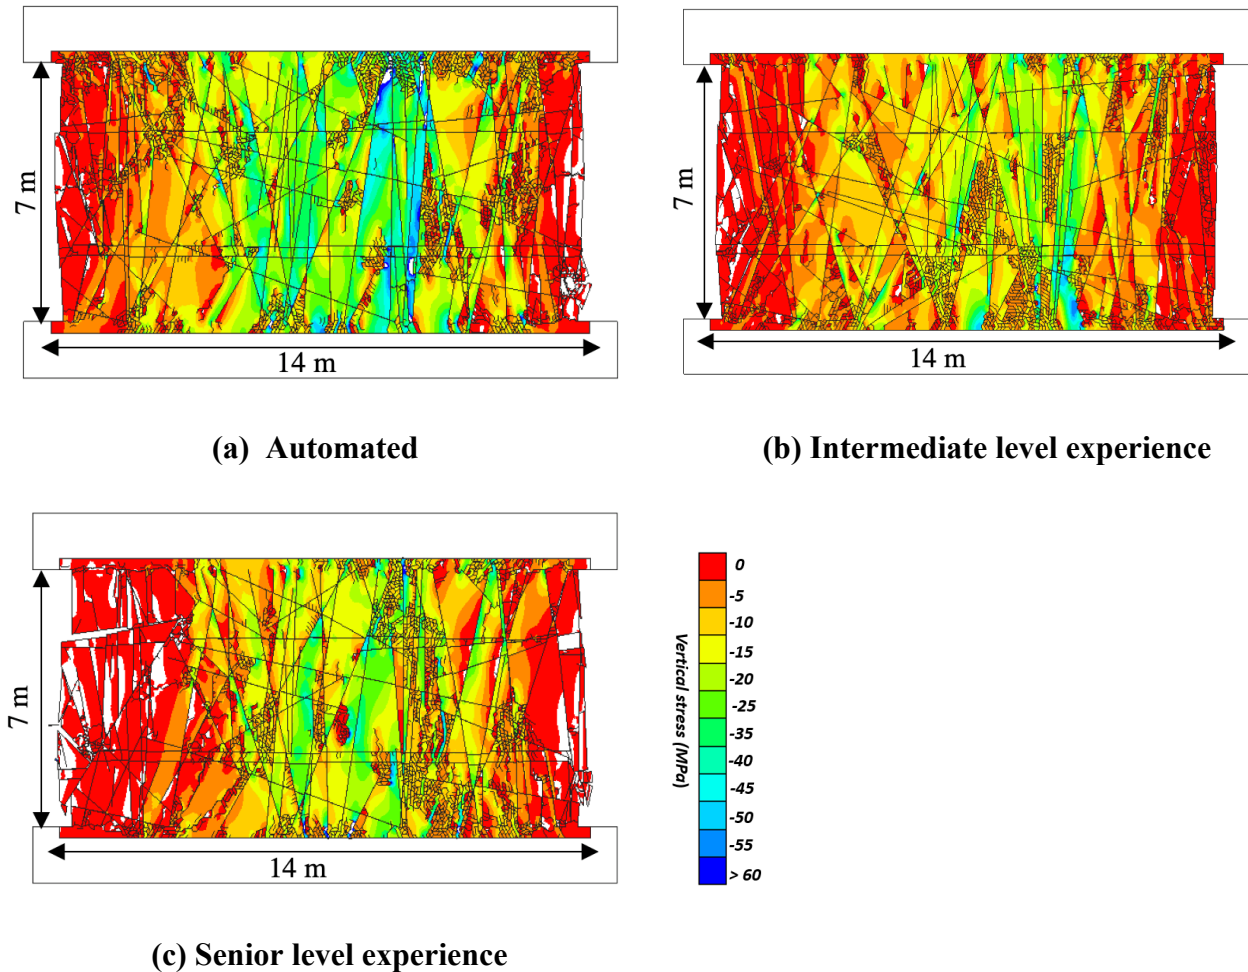 7 m
14 m
(a) Automated
7 m
14 m
(b) Intermediate level experience
7 m
14 m
(c) Senior level experience
Vertical stress (MPa)
0
-5
-10
-15
-20
-25
-35
-40
-45
-50
-55
> 60